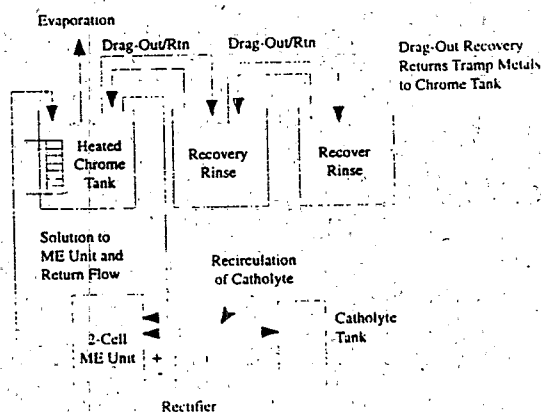 Evaporation
Drag-Out/Rtn
Drag-Out/Rtn
Drag-Out Recovery
Returns Tramp Metals
to Chrome Tank
Heated
Chrome
Tank
Recovery
Rinse
Recover
Rinse
Solution to
ME Unit and
Return Flow
Recirculation
of Catholyte
2-Cell
ME Unit
+
-
Catholyte
Tank
Rectifier